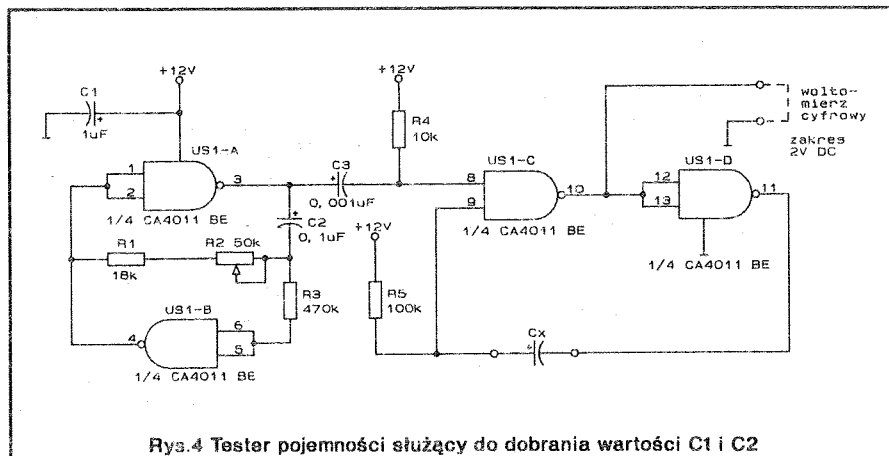 +12V
+12V
C1
1uF
R4
10k
wolto-
mierz
cyfrowy
zakres
2V DC
US1-A
1
2
3
1/4 CA4011 BE
C3
0,001uF
US1-C
8
9
10
1/4 CA4011 BE
US1-D
12
13
11
1/4 CA4011 BE
C2
0,1uF
+12V
R1
18k
R2 50k
R3
470k
R5
100k
US1-B
4
6
5
1/4 CA4011 BE
Cx
Rys.4 Tester pojemności służący do dobrania wartości C1 i C2